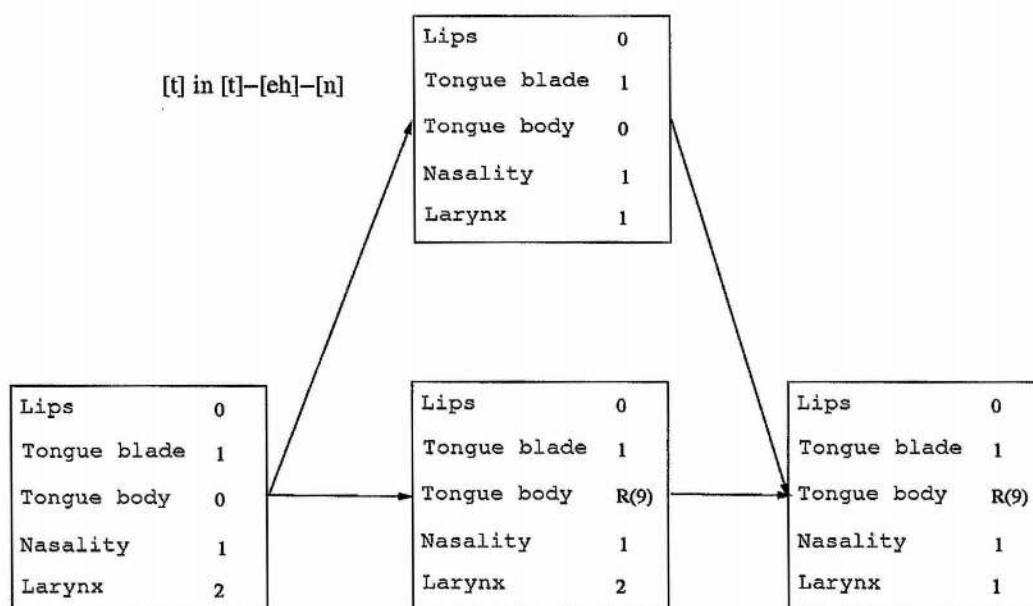 [t] in [t]–[eh]–[n]
Lips 0
Tongue blade 1
Tongue body 0
Nasality 1
Larynx 1
Lips 0
Tongue blade 1
Tongue body 0
Nasality 1
Larynx 2
Lips 0
Tongue blade 1
Tongue body R(9)
Nasality 1
Larynx 2
Lips 0
Tongue blade 1
Tongue body R(9)
Nasality 1
Larynx 1